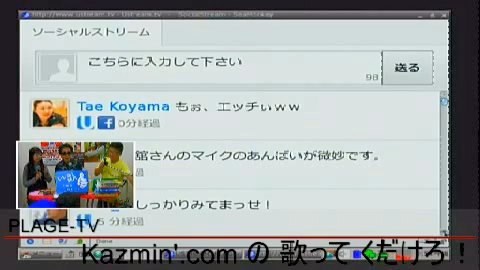 http://www.ustream.tv - Ustream.tv - SocialStream - SeaMonkey
ソーシャルストリーム
こちらに入力して下さい
98
送る
Tae Koyama もぉ、エッチぃｗｗ
0分経過
舘さんのマイクのあんばいが微妙です。
しっかりみてまっせ！
分経過
PLAGE-TV
Kazmin'.com の 歌ってくだけろ！